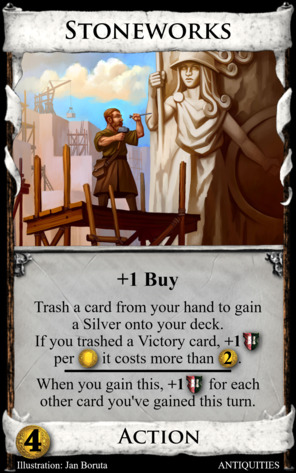 STONEWORKS
+1 Buy
Trash a card from your hand to gain
a Silver onto your deck.
If you trashed a Victory card, +1
per it costs more than 2.
When you gain this, +1 for each
other card you've gained this turn.
4 ACTION
Illustration: Jan Boruta ANTIQUITIES